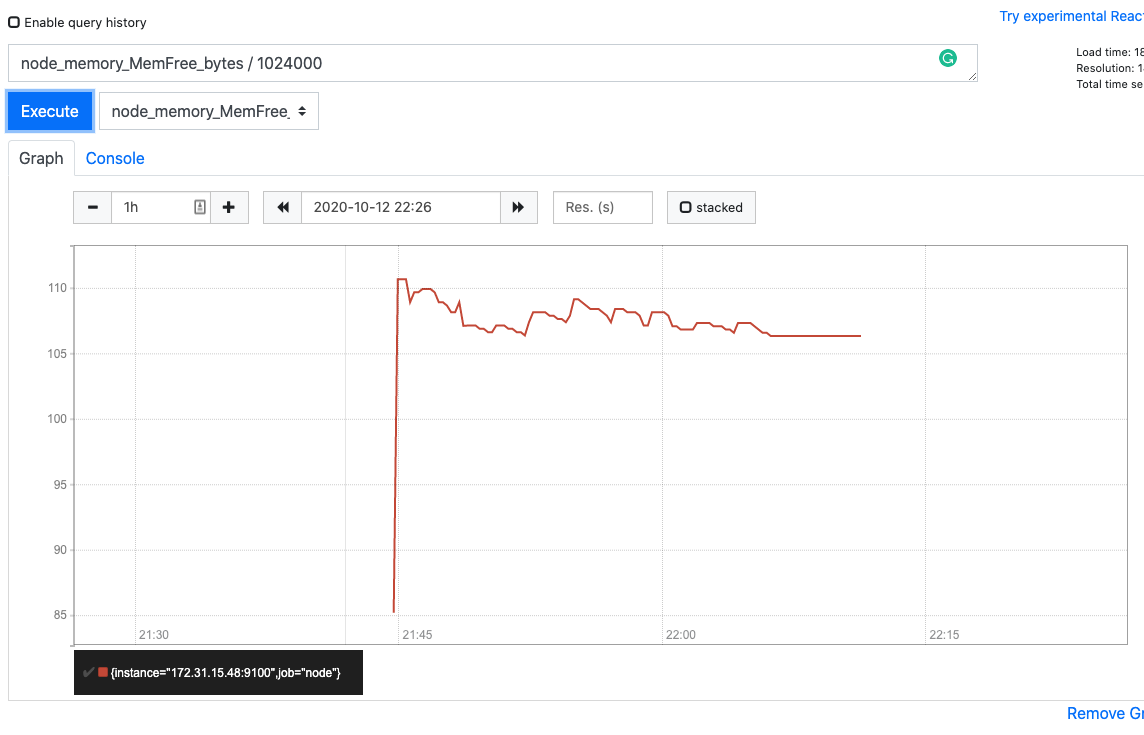 Enable query history
Try experimental Reac
node_memory_MemFree_bytes / 1024000
Load time: 18
Resolution: 14
Total time se
Execute
node_memory_MemFree_
Graph
Console
1h
2020-10-12 22:26
Res. (s)
stacked
110
105
100
95
90
85
21:30
21:45
22:00
22:15
{instance="172.31.15.48:9100",job="node"}
Remove Gr